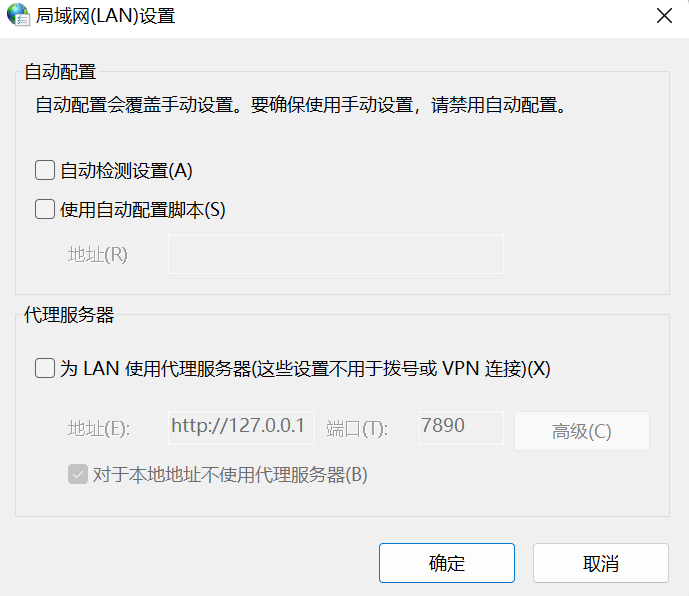 局域网(LAN)设置
自动配置
自动配置会覆盖手动设置。要确保使用手动设置，请禁用自动配置。
自动检测设置(A)
使用自动配置脚本(S)
地址(R)
代理服务器
为 LAN 使用代理服务器(这些设置不用于拨号或 VPN 连接)(X)
地址(E): http://127.0.0.1 端口(T): 7890 高级(C)
对于本地地址不使用代理服务器(B)
确定 取消